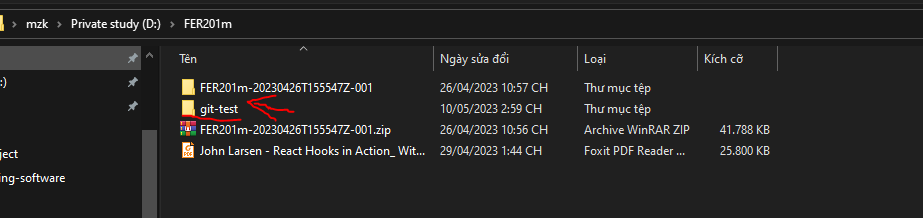 mzk > Private study (D:) > FER201m
Tên Ngày sửa đổi Loại Kích cỡ
FER201m-20230426T155547Z-001 26/04/2023 10:57 CH Thư mục tệp
git-test 10/05/2023 2:59 CH Thư mục tệp
FER201m-20230426T155547Z-001.zip 26/04/2023 10:56 CH Archive WinRAR ZIP 41.788 KB
John Larsen - React Hooks in Action_ Wit... 29/04/2023 1:44 CH Foxit PDF Reader ... 25.800 KB
:)
ject
ing-software